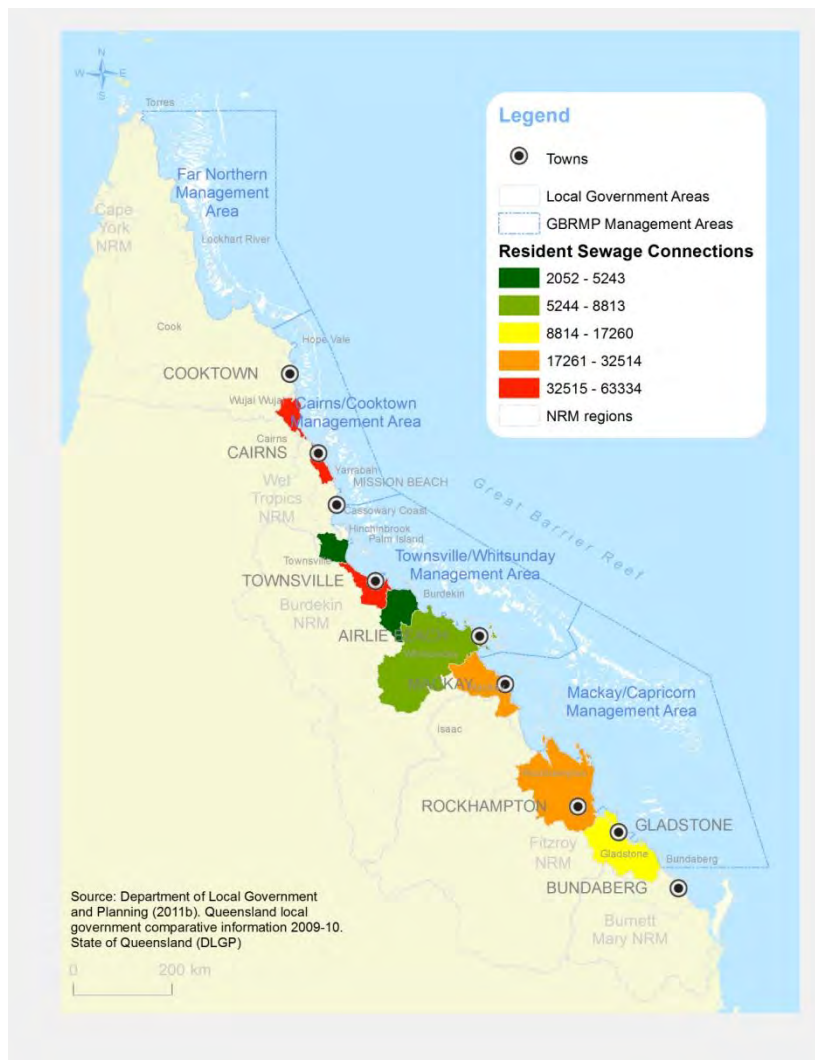 N
W
E
S
Torres
Far Northern
Management
Area
Cape
York
NRM
Lockhart River
Cook
Hope Vale
COOKTOWN
Wujal Wujal
Cairns/Cooktown
Management Area
Cairns
CAIRNS
Yarrabah
MISSION BEACH
Wet
Tropics
NRM
Cassowary Coast
Hinchinbrook
Palm Island
Great Barrier Reef
Townsville
Townsville/Whitsunday
Management Area
TOWNSVILLE
Burdekin
Burdekin
NRM
AIRLIE BEACH
Whitsunday
MACKAY
Mackay/Capricorn
Management Area
Isaac
ROCKHAMPTON
GLADSTONE
Fitzroy
NRM
Gladstone
Bundaberg
BUNDABERG
Burnett
Mary NRM
Legend
Towns
Local Government Areas
GBRMP Management Areas
Resident Sewage Connections
2052 - 5243
5244 - 8813
8814 - 17260
17261 - 32514
32515 - 63334
NRM regions
Source: Department of Local Government
and Planning (2011b). Queensland local
government comparative information 2009-10.
State of Queensland (DLGP)
0 200 km